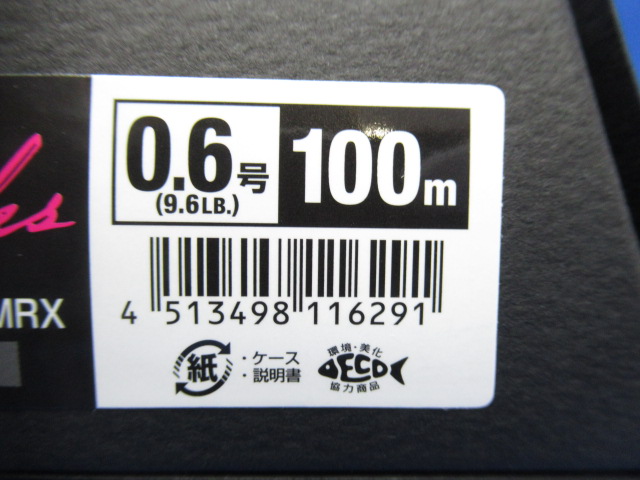 0.6号
(9.6LB.)
100m
MRX
4 513498 116291
紙
・ケース
・説明書
環境・美化
ECO
協力商品